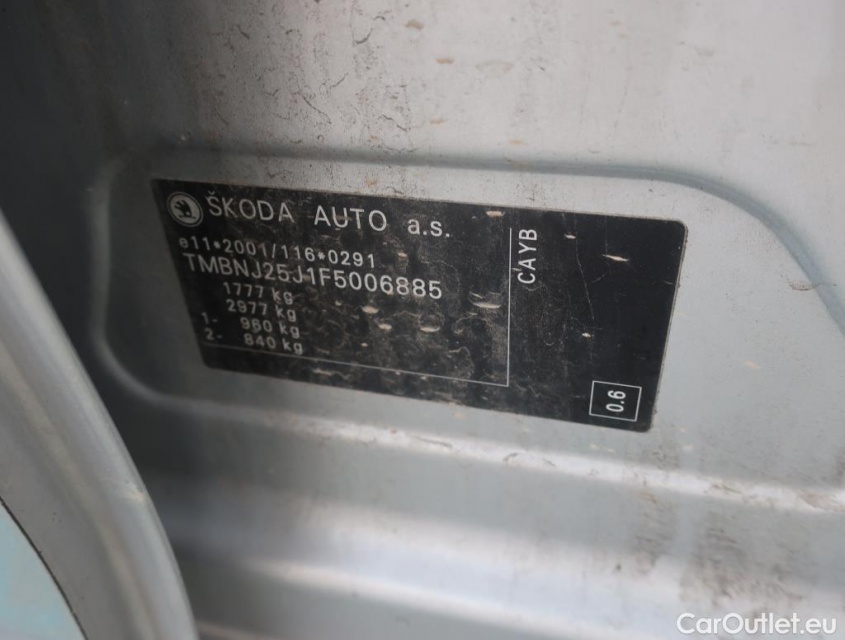 ŠKODA AUTO a.s.
e11*2001/116*0291
TMBNJ25J1F5006885
1777 kg
2977 kg
1- 960 kg
2- 840 kg
CAYB
0.6
CarOutlet.eu